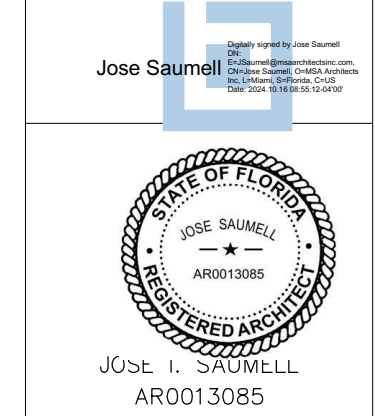 Jose Saumell
Digitally signed by Jose Saumell
DN:
E=JSaumell@msaarchitectsinc.com,
CN=Jose Saumell, O=MSA Architects
Inc, L=Miami, S=Florida, C=US
Date: 2024.10.16 08:55:12-04'00'
STATE OF FLORIDA
JOSE SAUMELL
AR0013085
REGISTERED ARCHITECT
JOSE I. SAUMELL
AR0013085